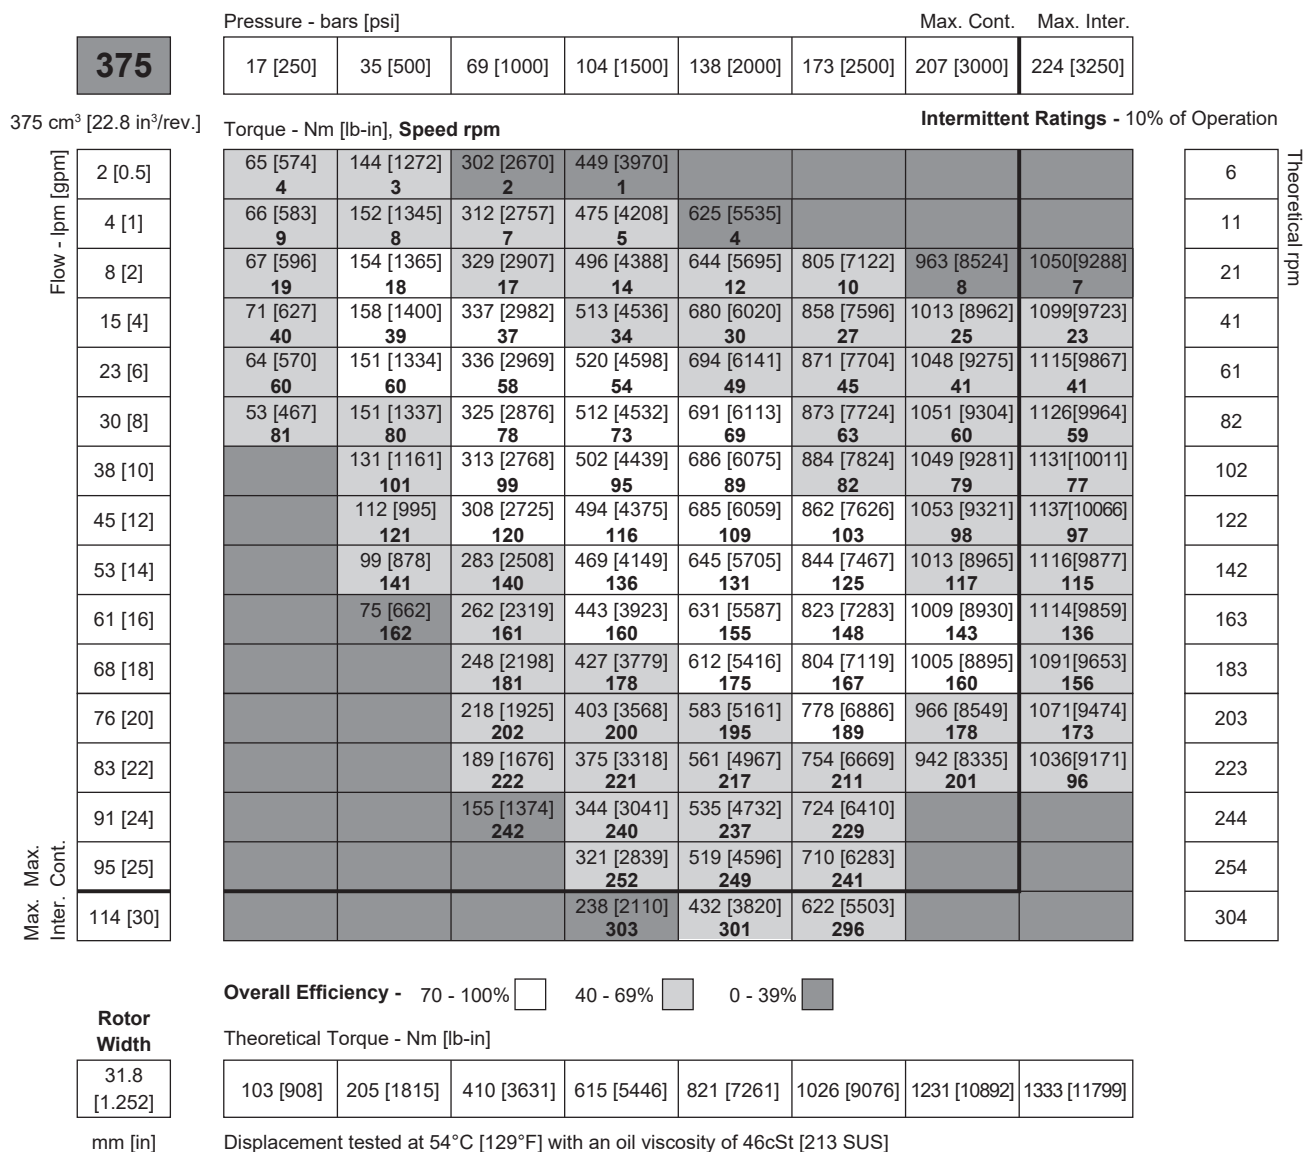 Pressure - bars [psi] Max. Cont. Max. Inter.
375 17 [250] 35 [500] 69 [1000] 104 [1500] 138 [2000] 173 [2500] 207 [3000] 224 [3250]
375 cm³ [22.8 in³/rev.] Torque - Nm [lb-in], Speed rpm Intermittent Ratings - 10% of Operation
Flow - lpm [gpm]
Theoretical rpm
2 [0.5] 65 [574] 144 [1272] 302 [2670] 449 [3970] 6
4 3 2 1
4 [1] 66 [583] 152 [1345] 312 [2757] 475 [4208] 625 [5535] 11
9 8 7 5 4
8 [2] 67 [596] 154 [1365] 329 [2907] 496 [4388] 644 [5695] 805 [7122] 963 [8524] 1050[9288] 21
19 18 17 14 12 10 8 7
15 [4] 71 [627] 158 [1400] 337 [2982] 513 [4536] 680 [6020] 858 [7596] 1013 [8962] 1099[9723] 41
40 39 37 34 30 27 25 23
23 [6] 64 [570] 151 [1334] 336 [2969] 520 [4598] 694 [6141] 871 [7704] 1048 [9275] 1115[9867] 61
60 60 58 54 49 45 41 41
30 [8] 53 [467] 151 [1337] 325 [2876] 512 [4532] 691 [6113] 873 [7724] 1051 [9304] 1126[9964] 82
81 80 78 73 69 63 60 59
38 [10] 131 [1161] 313 [2768] 502 [4439] 686 [6075] 884 [7824] 1049 [9281] 1131[10011] 102
101 99 95 89 82 79 77
45 [12] 112 [995] 308 [2725] 494 [4375] 685 [6059] 862 [7626] 1053 [9321] 1137[10066] 122
121 120 116 109 103 98 97
53 [14] 99 [878] 283 [2508] 469 [4149] 645 [5705] 844 [7467] 1013 [8965] 1116[9877] 142
141 140 136 131 125 117 115
61 [16] 75 [662] 262 [2319] 443 [3923] 631 [5587] 823 [7283] 1009 [8930] 1114[9859] 163
162 161 160 155 148 143 136
68 [18] 248 [2198] 427 [3779] 612 [5416] 804 [7119] 1005 [8895] 1091[9653] 183
181 178 175 167 160 156
76 [20] 218 [1925] 403 [3568] 583 [5161] 778 [6886] 966 [8549] 1071[9474] 203
202 200 195 189 178 173
83 [22] 189 [1676] 375 [3318] 561 [4967] 754 [6669] 942 [8335] 1036[9171] 223
222 221 217 211 201 96
91 [24] 155 [1374] 344 [3041] 535 [4732] 724 [6410] 244
242 240 237 229
Max. Cont. 95 [25] 321 [2839] 519 [4596] 710 [6283] 254
252 249 241
Max. Inter. 114 [30] 238 [2110] 432 [3820] 622 [5503] 304
303 301 296
Overall Efficiency - 70 - 100% 40 - 69% 0 - 39%
Rotor
Width
Theoretical Torque - Nm [lb-in]
31.8
[1.252]
103 [908] 205 [1815] 410 [3631] 615 [5446] 821 [7261] 1026 [9076] 1231 [10892] 1333 [11799]
mm [in] Displacement tested at 54°C [129°F] with an oil viscosity of 46cSt [213 SUS]